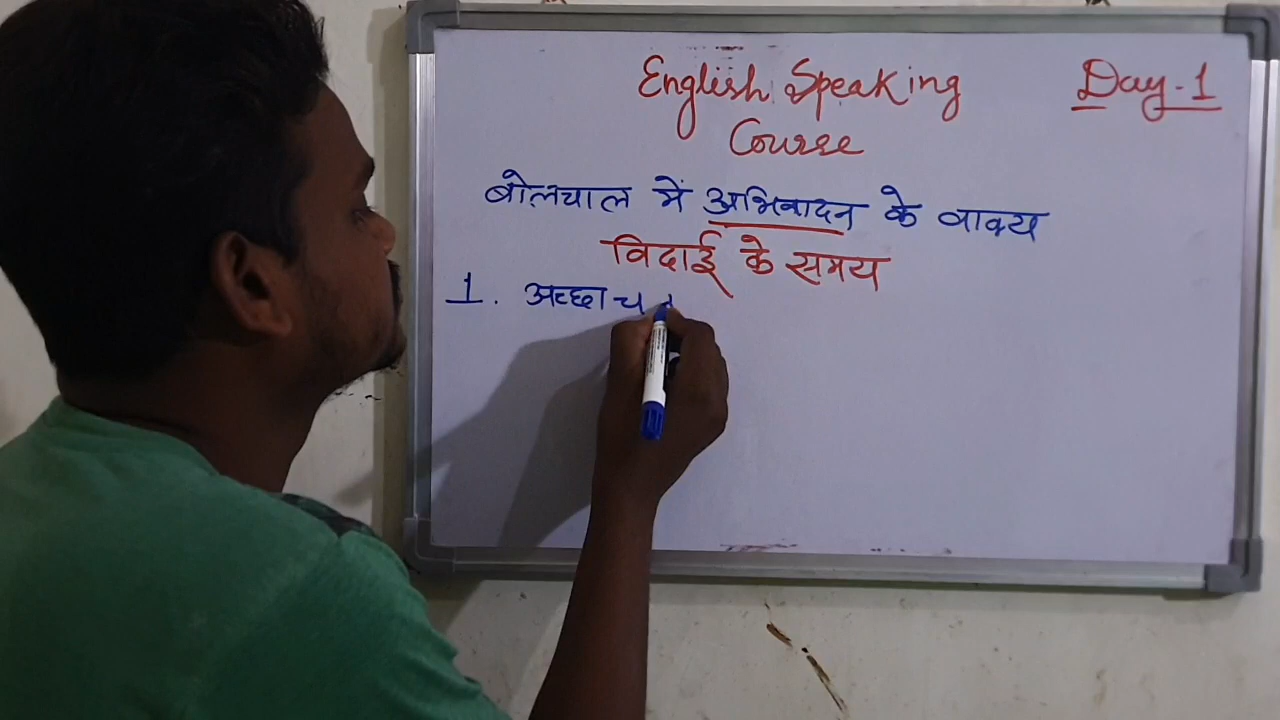 English Speaking Day-1
Course
बोलचाल में अभिवादन के वाक्य
विदाई के समय
1. अच्छा च